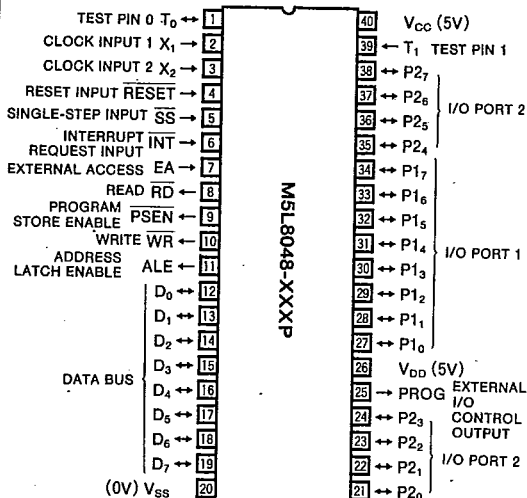 TEST PIN 0 T₀ ↔ 1
CLOCK INPUT 1 X₁ → 2
CLOCK INPUT 2 X₂ → 3
RESET INPUT RESET → 4
SINGLE-STEP INPUT SS → 5
INTERRUPT
REQUEST INPUT INT → 6
EXTERNAL ACCESS EA → 7
READ RD ← 8
PROGRAM
STORE ENABLE PSEN ← 9
WRITE WR ← 10
ADDRESS
LATCH ENABLE ALE ← 11
D₀ ↔ 12
D₁ ↔ 13
D₂ ↔ 14
D₃ ↔ 15
DATA BUS
D₄ ↔ 16
D₅ ↔ 17
D₆ ↔ 18
D₇ ↔ 19
(0V) Vss 20
M5L8048-XXXP
40 Vcc (5V)
39 ← T₁ TEST PIN 1
38 ↔ P2₇
37 ↔ P2₆
I/O PORT 2
36 ↔ P2₅
35 ↔ P2₄
34 ↔ P1₇
33 ↔ P1₆
32 ↔ P1₅
31 ↔ P1₄
I/O PORT 1
30 ↔ P1₃
29 ↔ P1₂
28 ↔ P1₁
27 ↔ P1₀
26 VDD (5V)
25 → PROG EXTERNAL
I/O
CONTROL
OUTPUT
24 ↔ P2₃
23 ↔ P2₂
I/O PORT 2
22 ↔ P2₁
21 ↔ P2₀